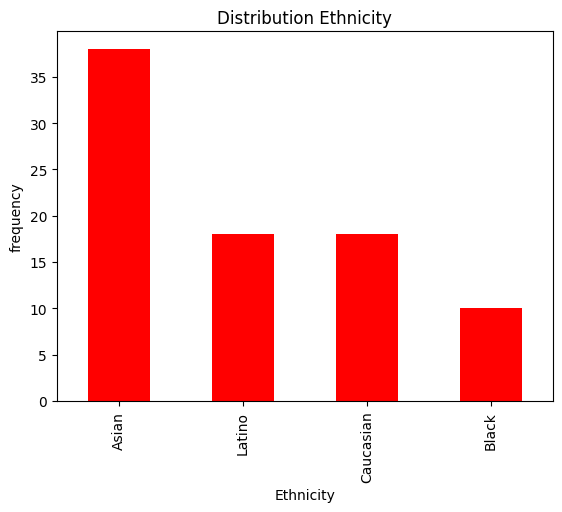 Distribution Ethnicity
frequency
35
30
25
20
15
10
5
0
Asian
Latino
Caucasian
Black
Ethnicity